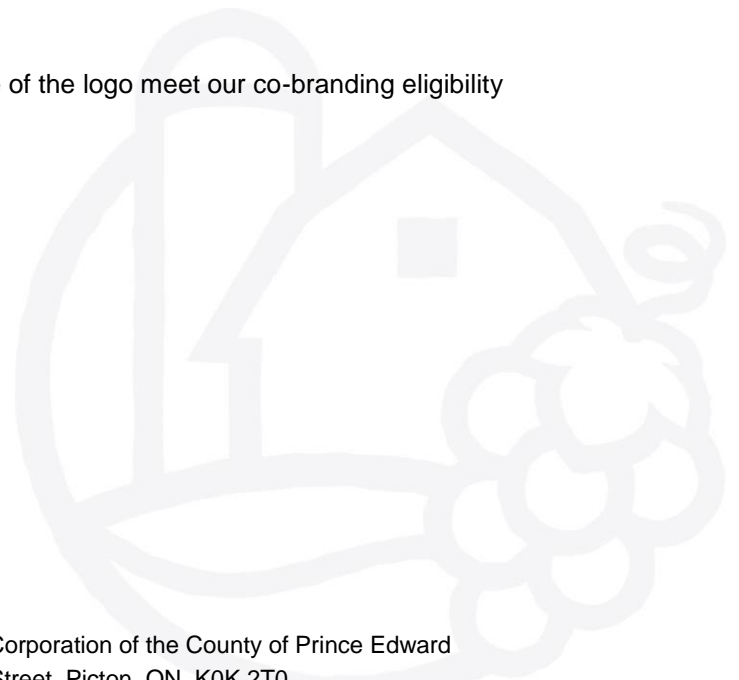 of the logo meet our co-branding eligibility
Corporation of the County of Prince Edward
Street, Picton, ON, K0K 2T0